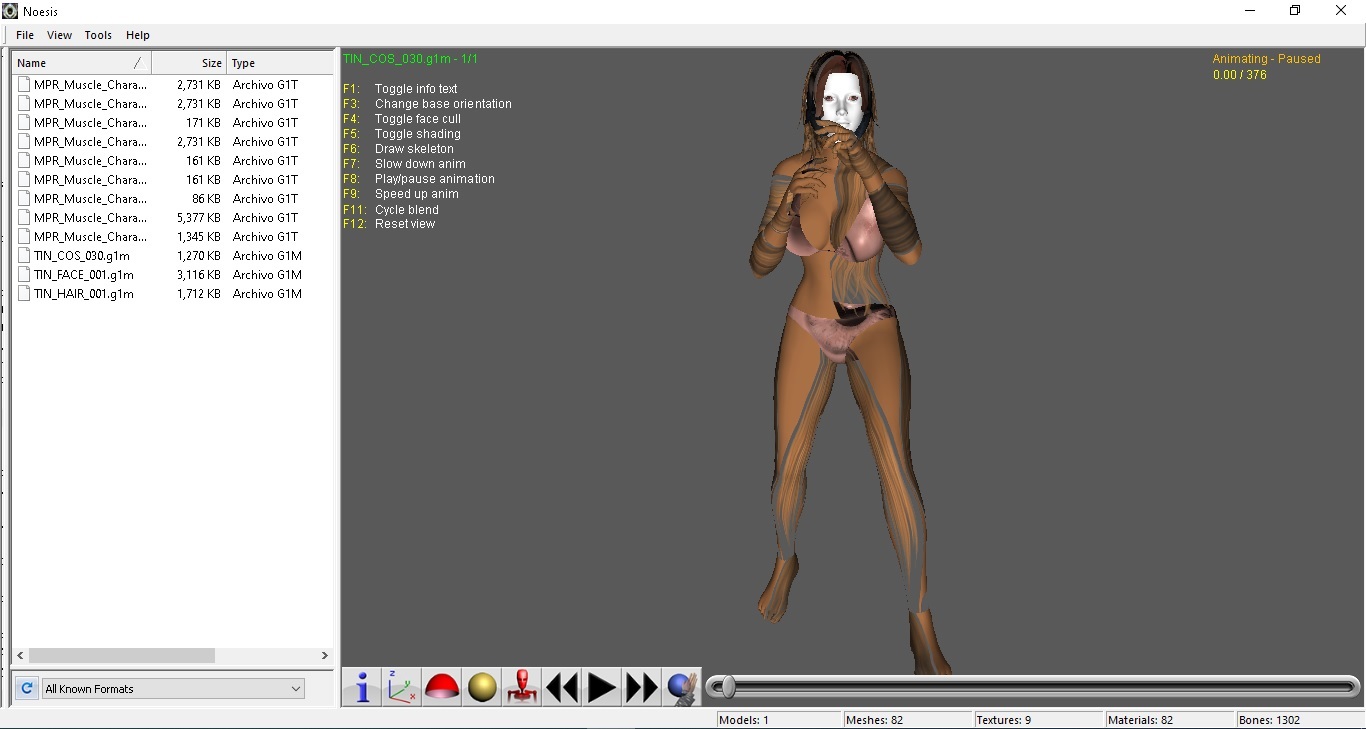 Noesis
File View Tools Help
Name Size Type
MPR_Muscle_Chara... 2,731 KB Archivo G1T
MPR_Muscle_Chara... 2,731 KB Archivo G1T
MPR_Muscle_Chara... 171 KB Archivo G1T
MPR_Muscle_Chara... 2,731 KB Archivo G1T
MPR_Muscle_Chara... 161 KB Archivo G1T
MPR_Muscle_Chara... 161 KB Archivo G1T
MPR_Muscle_Chara... 86 KB Archivo G1T
MPR_Muscle_Chara... 5,377 KB Archivo G1T
MPR_Muscle_Chara... 1,345 KB Archivo G1T
TIN_COS_030.g1m 1,270 KB Archivo G1M
TIN_FACE_001.g1m 3,116 KB Archivo G1M
TIN_HAIR_001.g1m 1,712 KB Archivo G1M
All Known Formats
TIN_COS_030.g1m - 1/1
F1: Toggle info text
F3: Change base orientation
F4: Toggle face cull
F5: Toggle shading
F6: Draw skeleton
F7: Slow down anim
F8: Play/pause animation
F9: Speed up anim
F11: Cycle blend
F12: Reset view
Animating - Paused
0.00 / 376
z y x
Models: 1 Meshes: 82 Textures: 9 Materials: 82 Bones: 1302